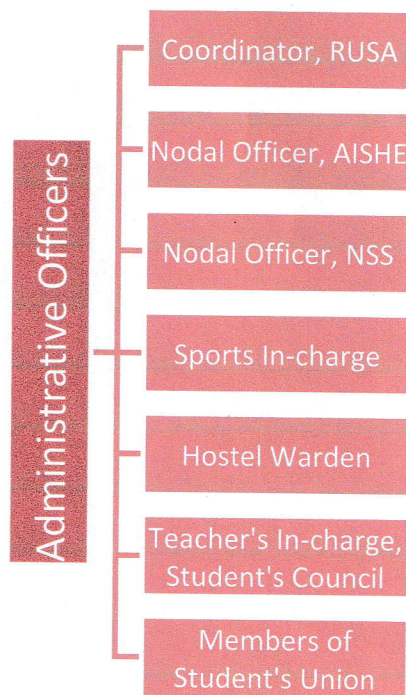 Administrative Officers
Coordinator, RUSA
Nodal Officer, AISHE
Nodal Officer, NSS
Sports In-charge
Hostel Warden
Teacher's In-charge,
Student's Council
Members of
Student's Union